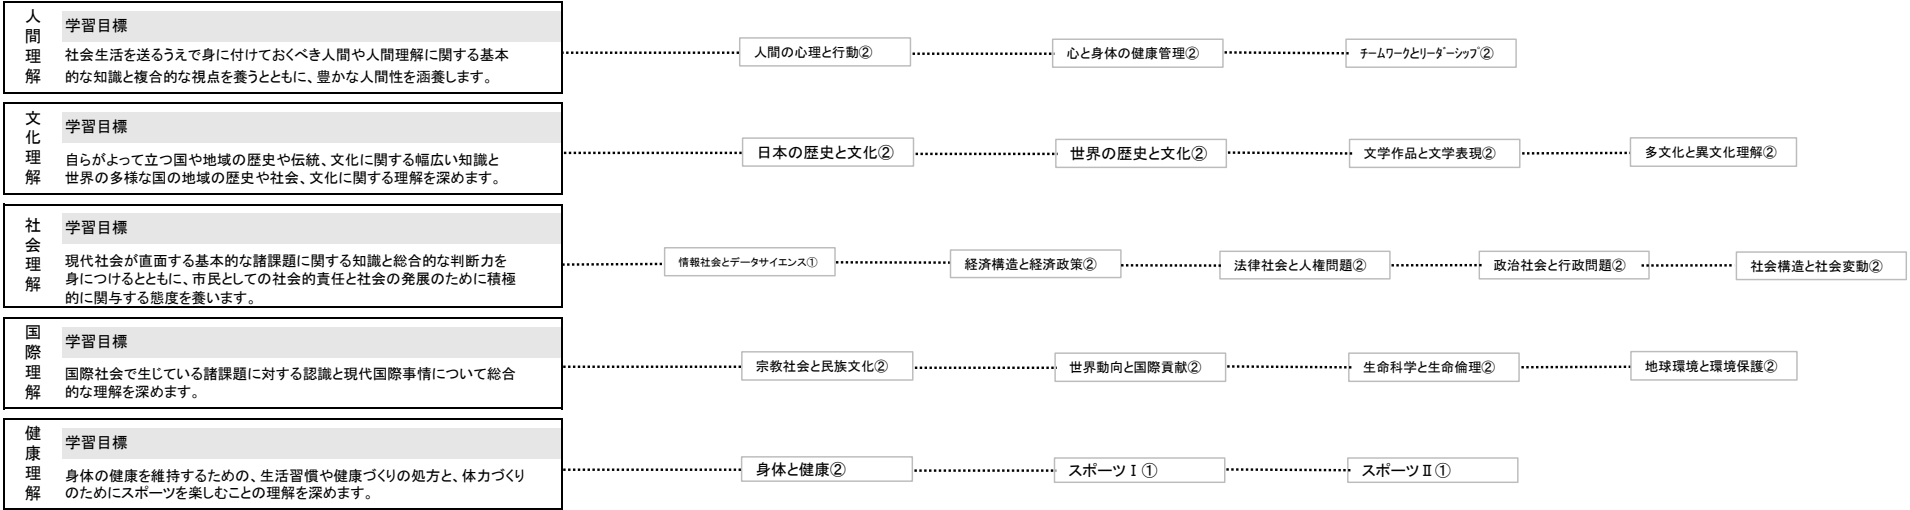 人間理解
学習目標
社会生活を送るうえで身に付けておくべき人間や人間理解に関する基本
的な知識と複合的な視点を養うとともに、豊かな人間性を涵養します。
人間の心理と行動②
心と身体の健康管理②
ﾁｰﾑﾜｰｸとﾘｰﾀﾞｰｼｯﾌﾟ②
文化理解
学習目標
自らがよって立つ国や地域の歴史や伝統、文化に関する幅広い知識と
世界の多様な国の地域の歴史や社会、文化に関する理解を深めます。
日本の歴史と文化②
世界の歴史と文化②
文学作品と文学表現②
多文化と異文化理解②
社会理解
学習目標
現代社会が直面する基本的な諸課題に関する知識と総合的な判断力を
身につけるとともに、市民としての社会的責任と社会の発展のために積極
的に関与する態度を養います。
情報社会とデータサイエンス①
経済構造と経済政策②
法律社会と人権問題②
政治社会と行政問題②
社会構造と社会変動②
国際理解
学習目標
国際社会で生じている諸課題に対する認識と現代国際事情について総合
的な理解を深めます。
宗教社会と民族文化②
世界動向と国際貢献②
生命科学と生命倫理②
地球環境と環境保護②
健康理解
学習目標
身体の健康を維持するための、生活習慣や健康づくりの処方と、体力づくり
のためにスポーツを楽しむことの理解を深めます。
身体と健康②
スポーツⅠ①
スポーツⅡ①